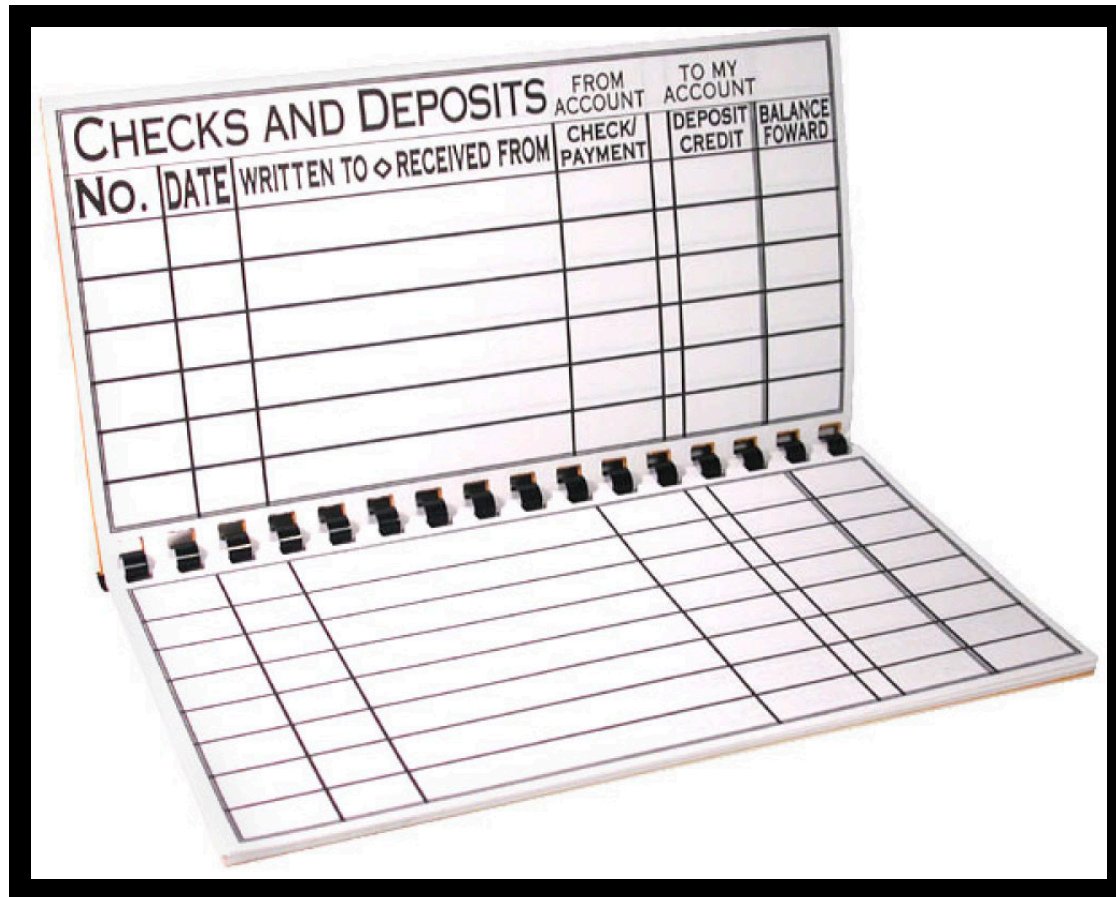 CHECKS AND DEPOSITS
FROM ACCOUNT
TO MY ACCOUNT
No.
DATE
WRITTEN TO ◇ RECEIVED FROM
CHECK/
PAYMENT
DEPOSIT
CREDIT
BALANCE
FOWARD